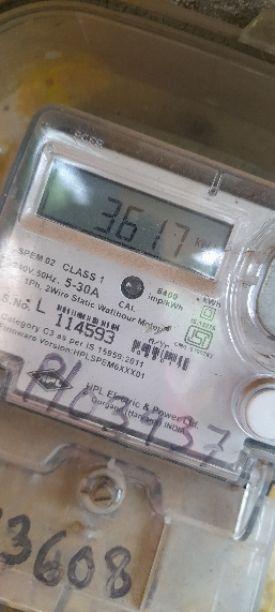 3617 kW
SPEM 02 CLASS 1
240V 50Hz, 5-30A
CAL
6400 imp/kWh
kWh
1Ph, 2Wire Static Watthour Meter
S.No: L 114593
Category C3 as per IS 15959:2011
Firmware Version:HPLSPEM6XXX01
HPL Electric & Power Ltd.
Gurgaon (Haryana) INDIA
3608